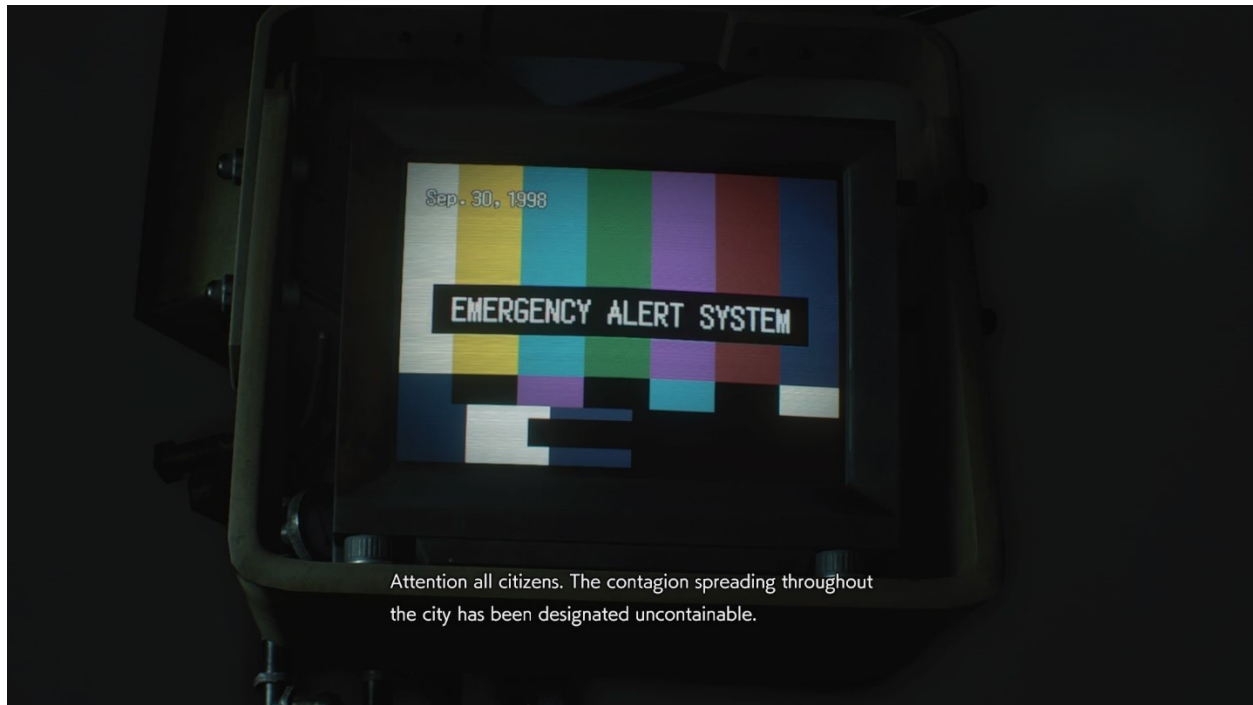 Sep. 30, 1998
EMERGENCY ALERT SYSTEM
Attention all citizens. The contagion spreading throughout
the city has been designated uncontainable.